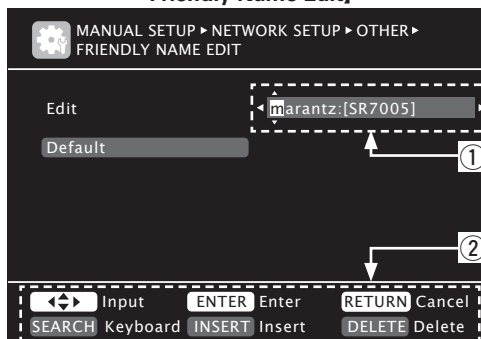 Friendly Name Edit]
MANUAL SETUP ▸ NETWORK SETUP ▸ OTHER ▸
FRIENDLY NAME EDIT
Edit marantz:[SR7005]
Default
①
②
Input ENTER Enter RETURN Cancel
SEARCH Keyboard INSERT Insert DELETE Delete